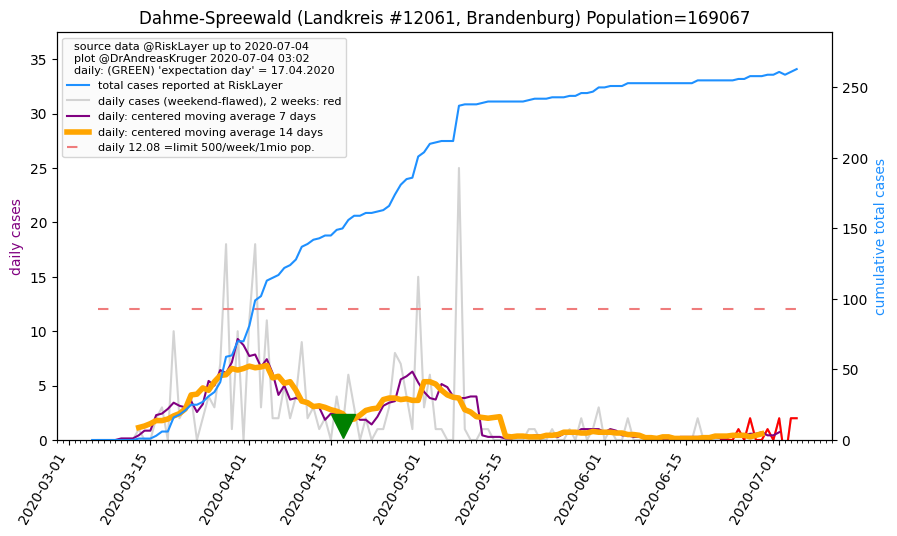 Dahme-Spreewald (Landkreis #12061, Brandenburg) Population=169067
source data @RiskLayer up to 2020-07-04
plot @DrAndreasKruger 2020-07-04 03:02
daily: (GREEN) 'expectation day' = 17.04.2020
total cases reported at RiskLayer
daily cases (weekend-flawed), 2 weeks: red
daily: centered moving average 7 days
daily: centered moving average 14 days
daily 12.08 =limit 500/week/1mio pop.
daily cases
35
30
25
20
15
10
5
0
cumulative total cases
250
200
150
100
50
0
2020-03-01
2020-03-15
2020-04-01
2020-04-15
2020-05-01
2020-05-15
2020-06-01
2020-06-15
2020-07-01